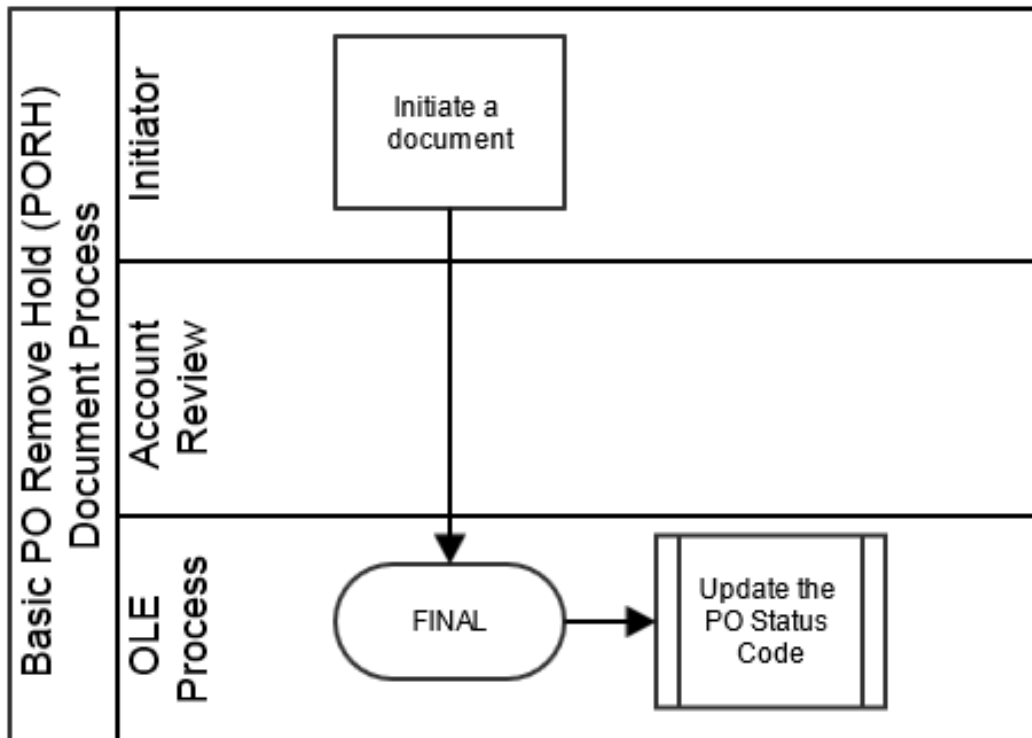 Basic PO Remove Hold (PORH)
Document Process
Initiator
Initiate a
document
Account
Review
OLE
Process
FINAL
Update the
PO Status
Code